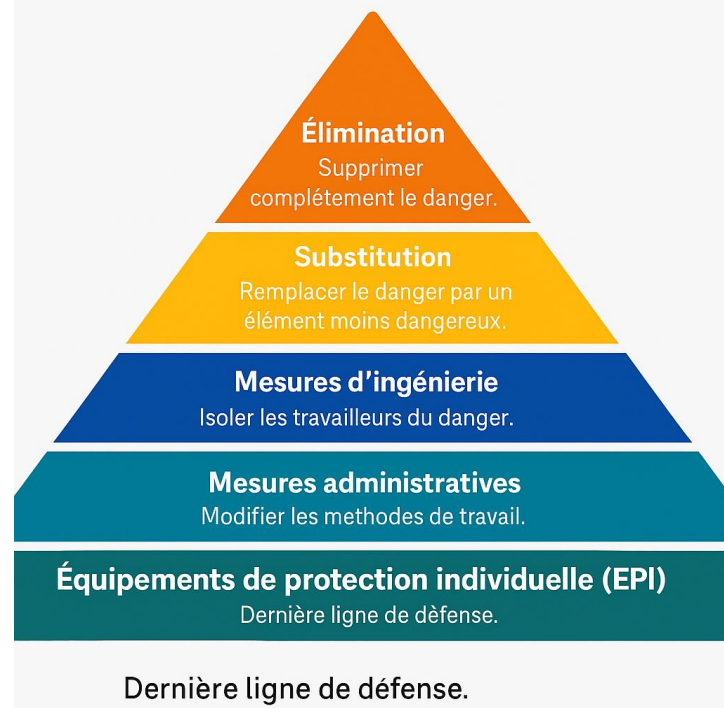 Élimination
Supprimer
complétement le danger.
Substitution
Remplacer le danger par un
élément moins dangereux.
Mesures d'ingénierie
Isoler les travailleurs du danger.
Mesures administratives
Modifier les methodes de travail.
Équipements de protection individuelle (EPI)
Dernière ligne de dèfense.
Dernière ligne de défense.